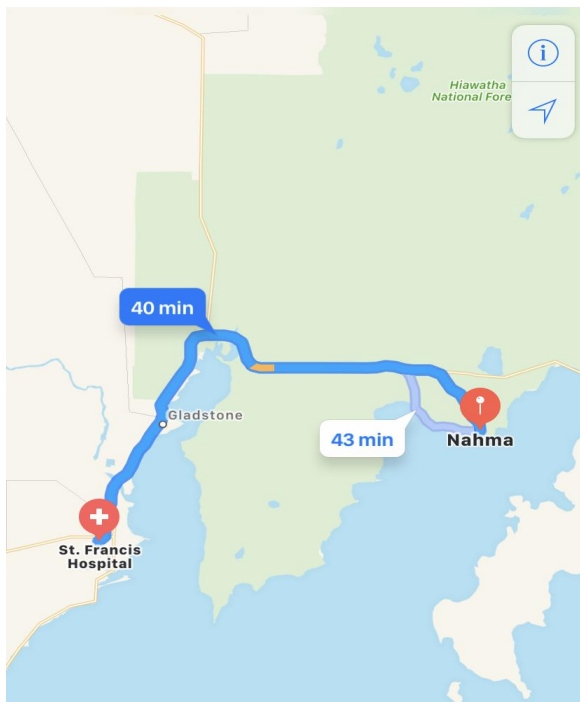 Hiawatha
National Fore
40 min
Gladstone
43 min
Nahma
St. Francis
Hospital